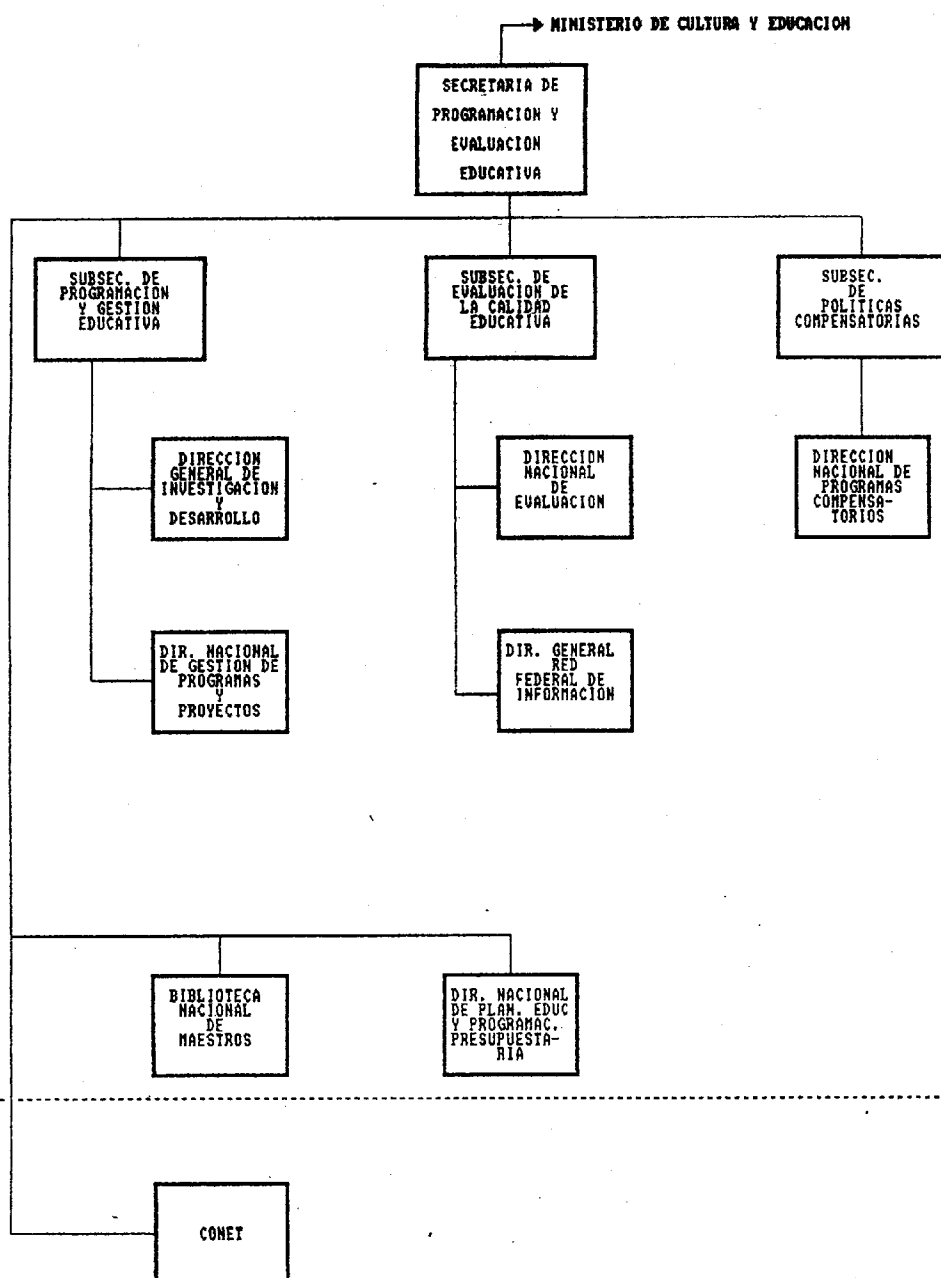 MINISTERIO DE CULTURA Y EDUCACION
SECRETARIA DE
PROGRAMACION Y
EVALUACION
EDUCATIVA
SUBSEC. DE
PROGRAMACION
Y GESTION
EDUCATIVA
SUBSEC. DE
EVALUACION DE
LA CALIDAD
EDUCATIVA
SUBSEC.
DE
POLITICAS
COMPENSATORIAS
DIRECCION
GENERAL DE
INVESTIGACION
Y
DESARROLLO
DIRECCION
NACIONAL
DE
EVALUACION
DIRECCION
NACIONAL DE
PROGRAMAS
COMPENSA-
TORIOS
DIR. NACIONAL
DE GESTION DE
PROGRAMAS
Y
PROYECTOS
DIR. GENERAL
RED
FEDERAL DE
INFORMACION
BIBLIOTECA
NACIONAL
DE
MAESTROS
DIR. NACIONAL
DE PLAN. EDUC
Y PROGRAMAC.
PRESUPUESTA-
RIA
CONET